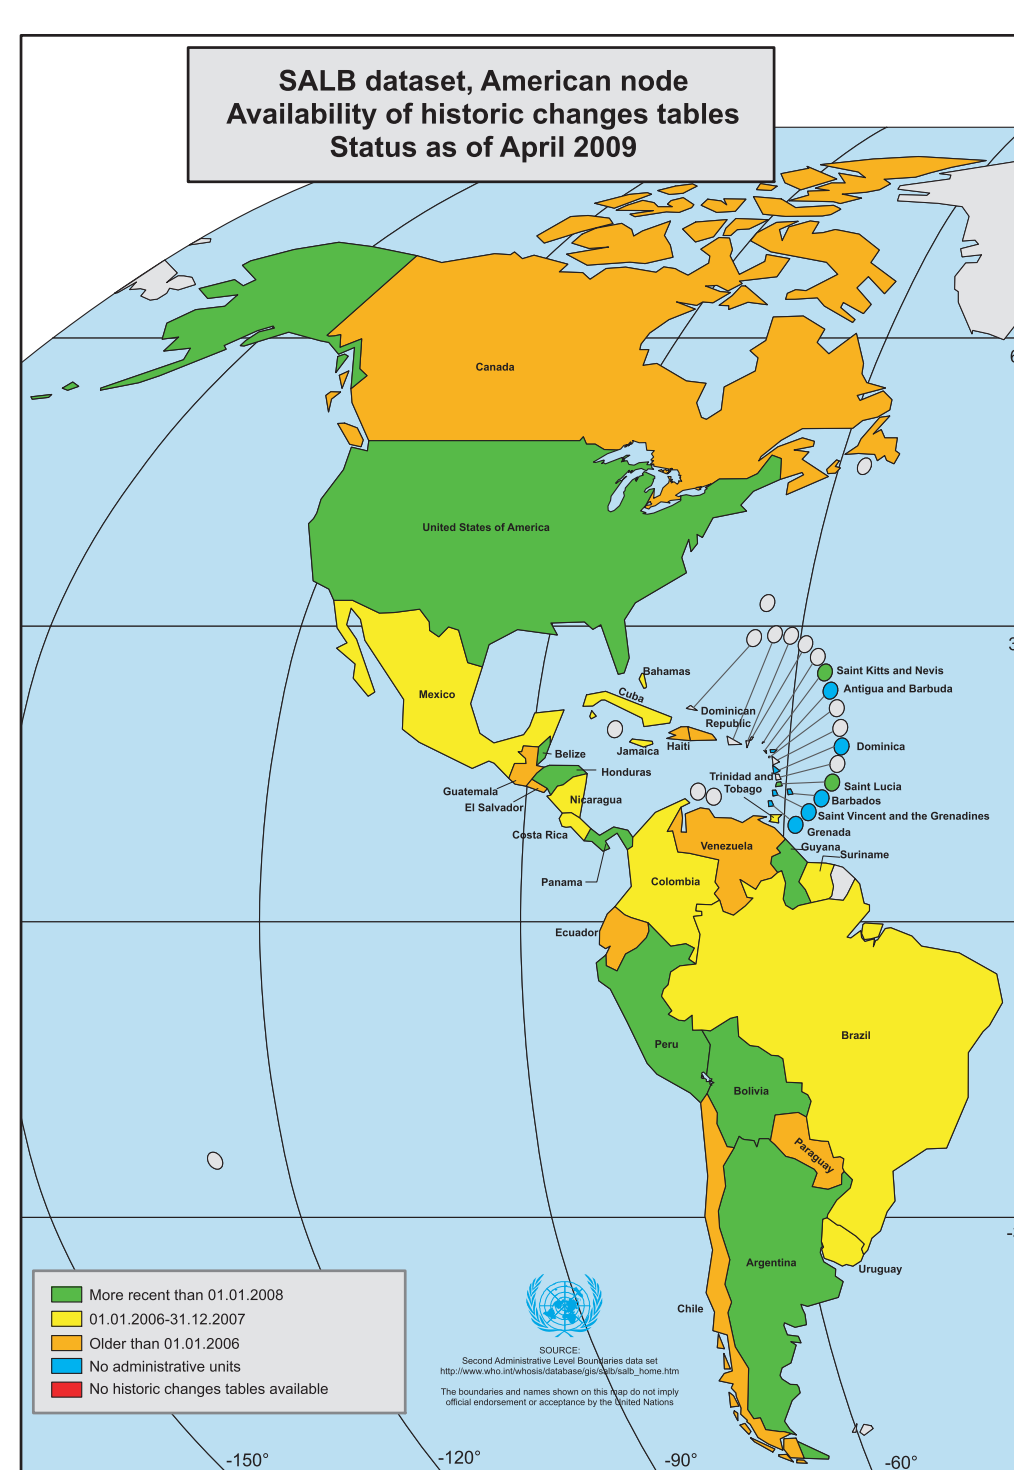 SALB dataset, American node
Availability of historic changes tables
Status as of April 2009
6
Canada
United States of America
3
Bahamas
Saint Kitts and Nevis
Antigua and Barbuda
Mexico
Cuba
Dominican
Republic
Jamaica
Haiti
Dominica
Belize
Honduras
Trinidad and
Tobago
Saint Lucia
Guatemala
El Salvador
Nicaragua
Barbados
Saint Vincent and the Grenadines
Costa Rica
Grenada
Venezuela
Guyana
Suriname
Panama
Colombia
Ecuador
Brazil
Peru
Bolivia
Paraguay
Argentina
Uruguay
Chile
More recent than 01.01.2008
01.01.2006-31.12.2007
Older than 01.01.2006
No administrative units
No historic changes tables available
SOURCE:
Second Administrative Level Boundaries data set
http://www.who.int/whosis/database/gis/salb/salb_home.htm
The boundaries and names shown on this map do not imply
official endorsement or acceptance by the United Nations
-150°
-120°
-90°
-60°